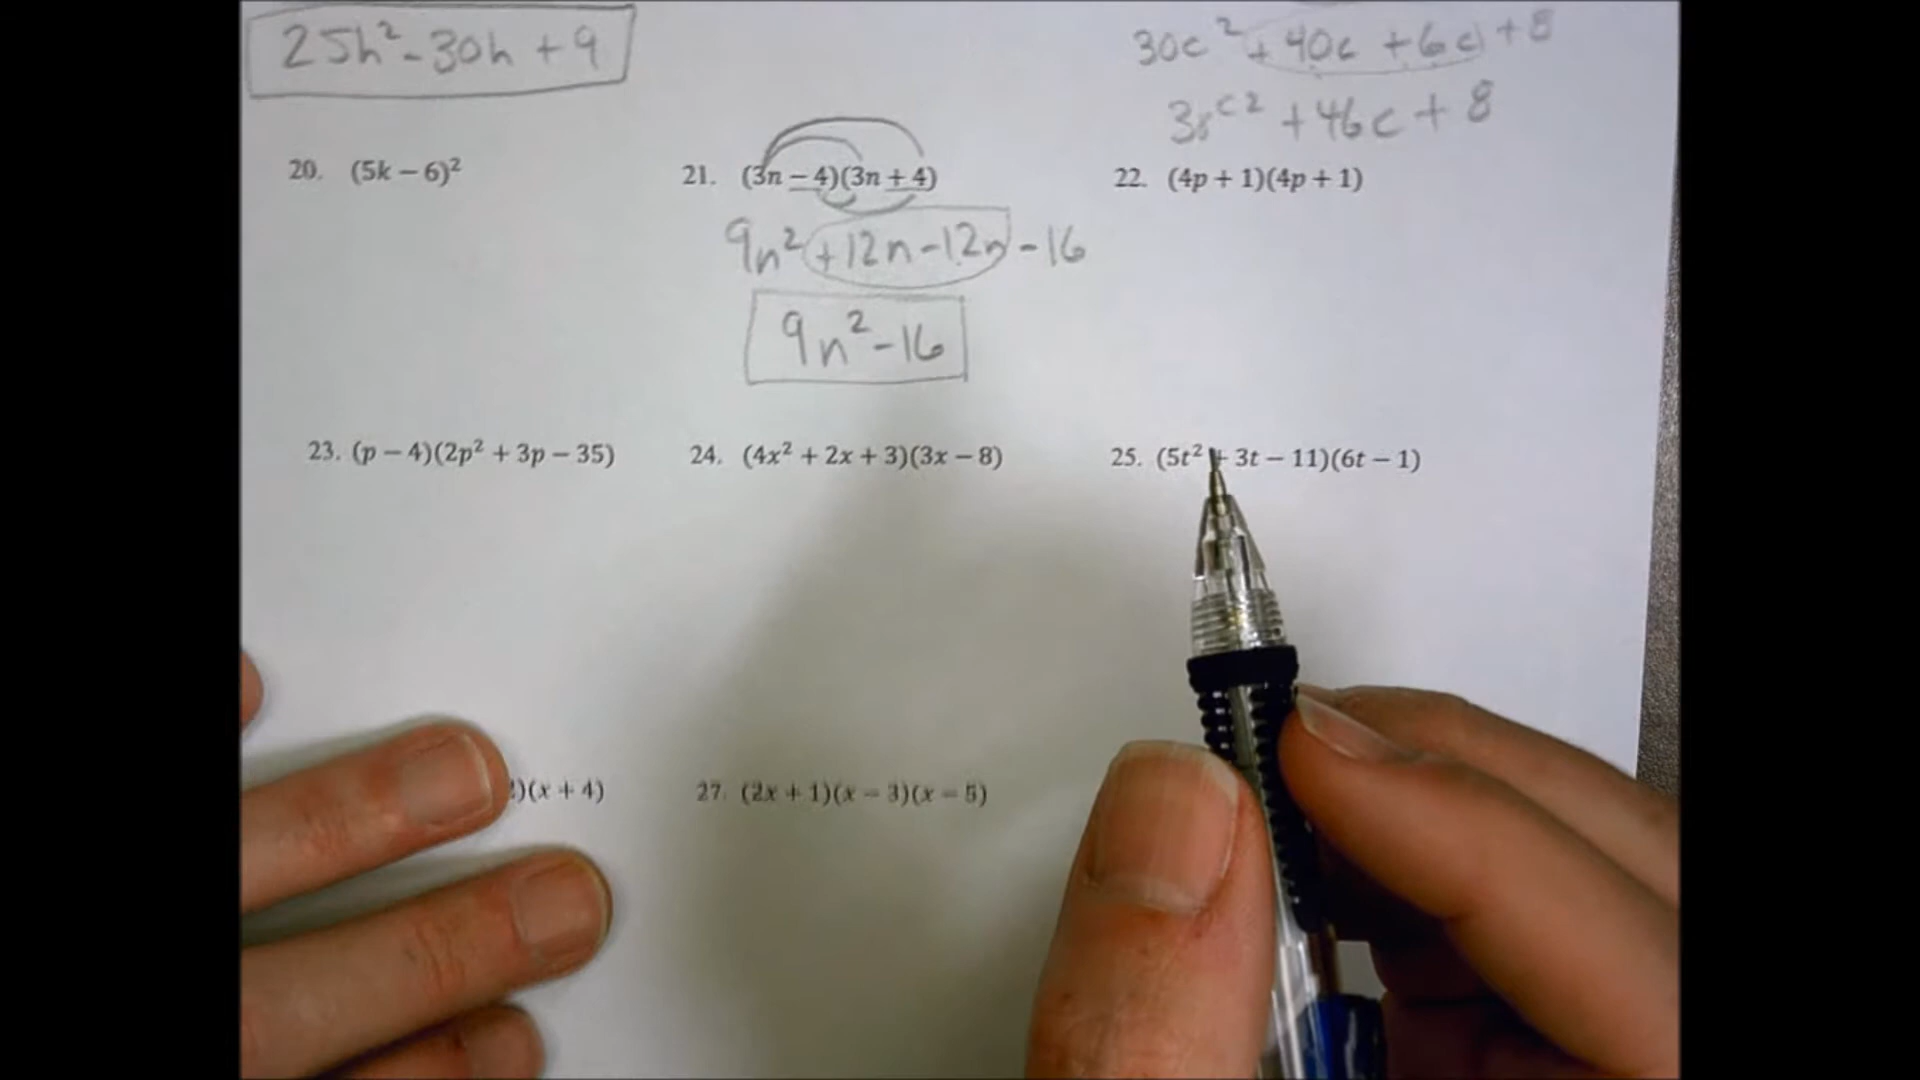 25h² - 30h + 9
30c² + 40c + 6c + 8
+ 46c + 8
20. (5k – 6)²
21. (3n – 4)(3n + 4)
22. (4p + 1)(4p + 1)
9n² + 12n - 12n - 16
9n² - 16
23. (p – 4)(2p² + 3p – 35)
24. (4x² + 2x + 3)(3x – 8)
25. (5t² + 3t – 11)(6t – 1)
)(x + 4)
27. (2x + 1)(x – 3)(x – 5)